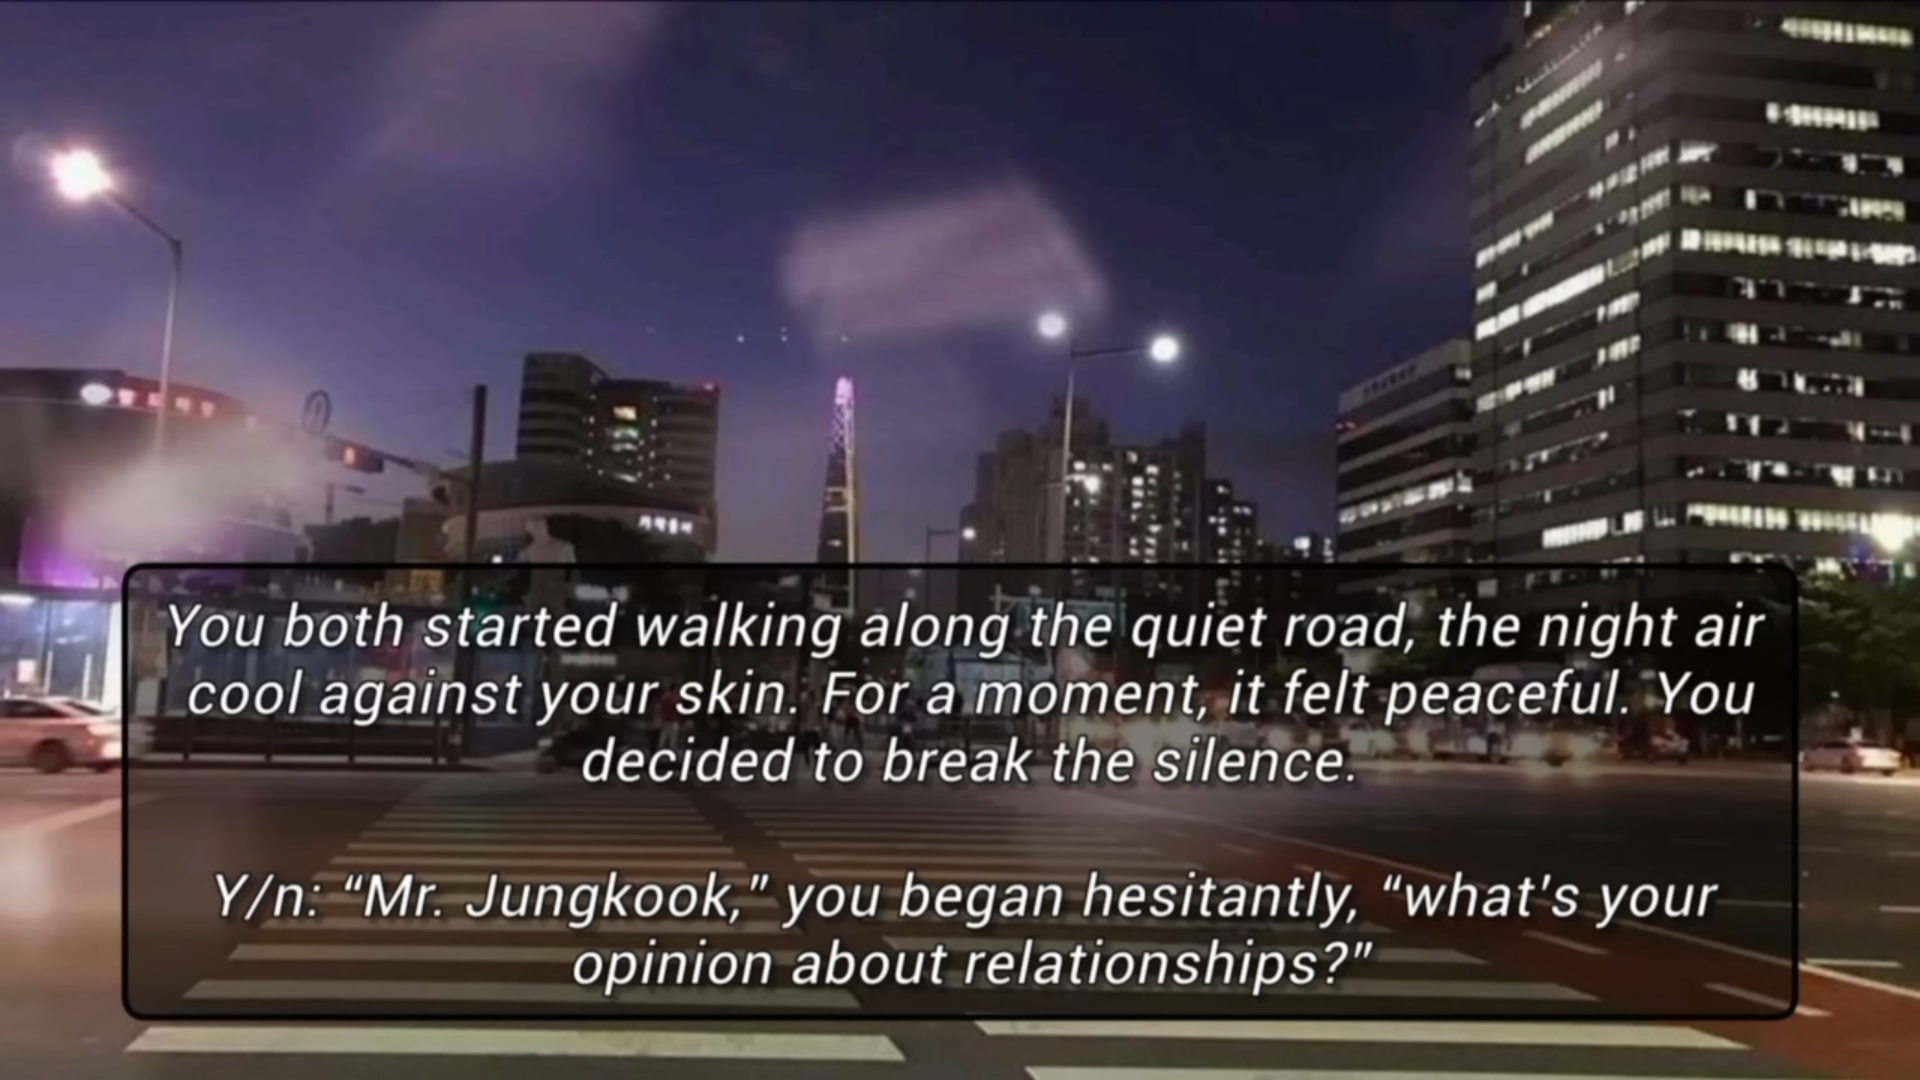 You both started walking along the quiet road, the night air
cool against your skin. For a moment, it felt peaceful. You
decided to break the silence.
Y/n: “Mr. Jungkook,” you began hesitantly, “what's your
opinion about relationships?”